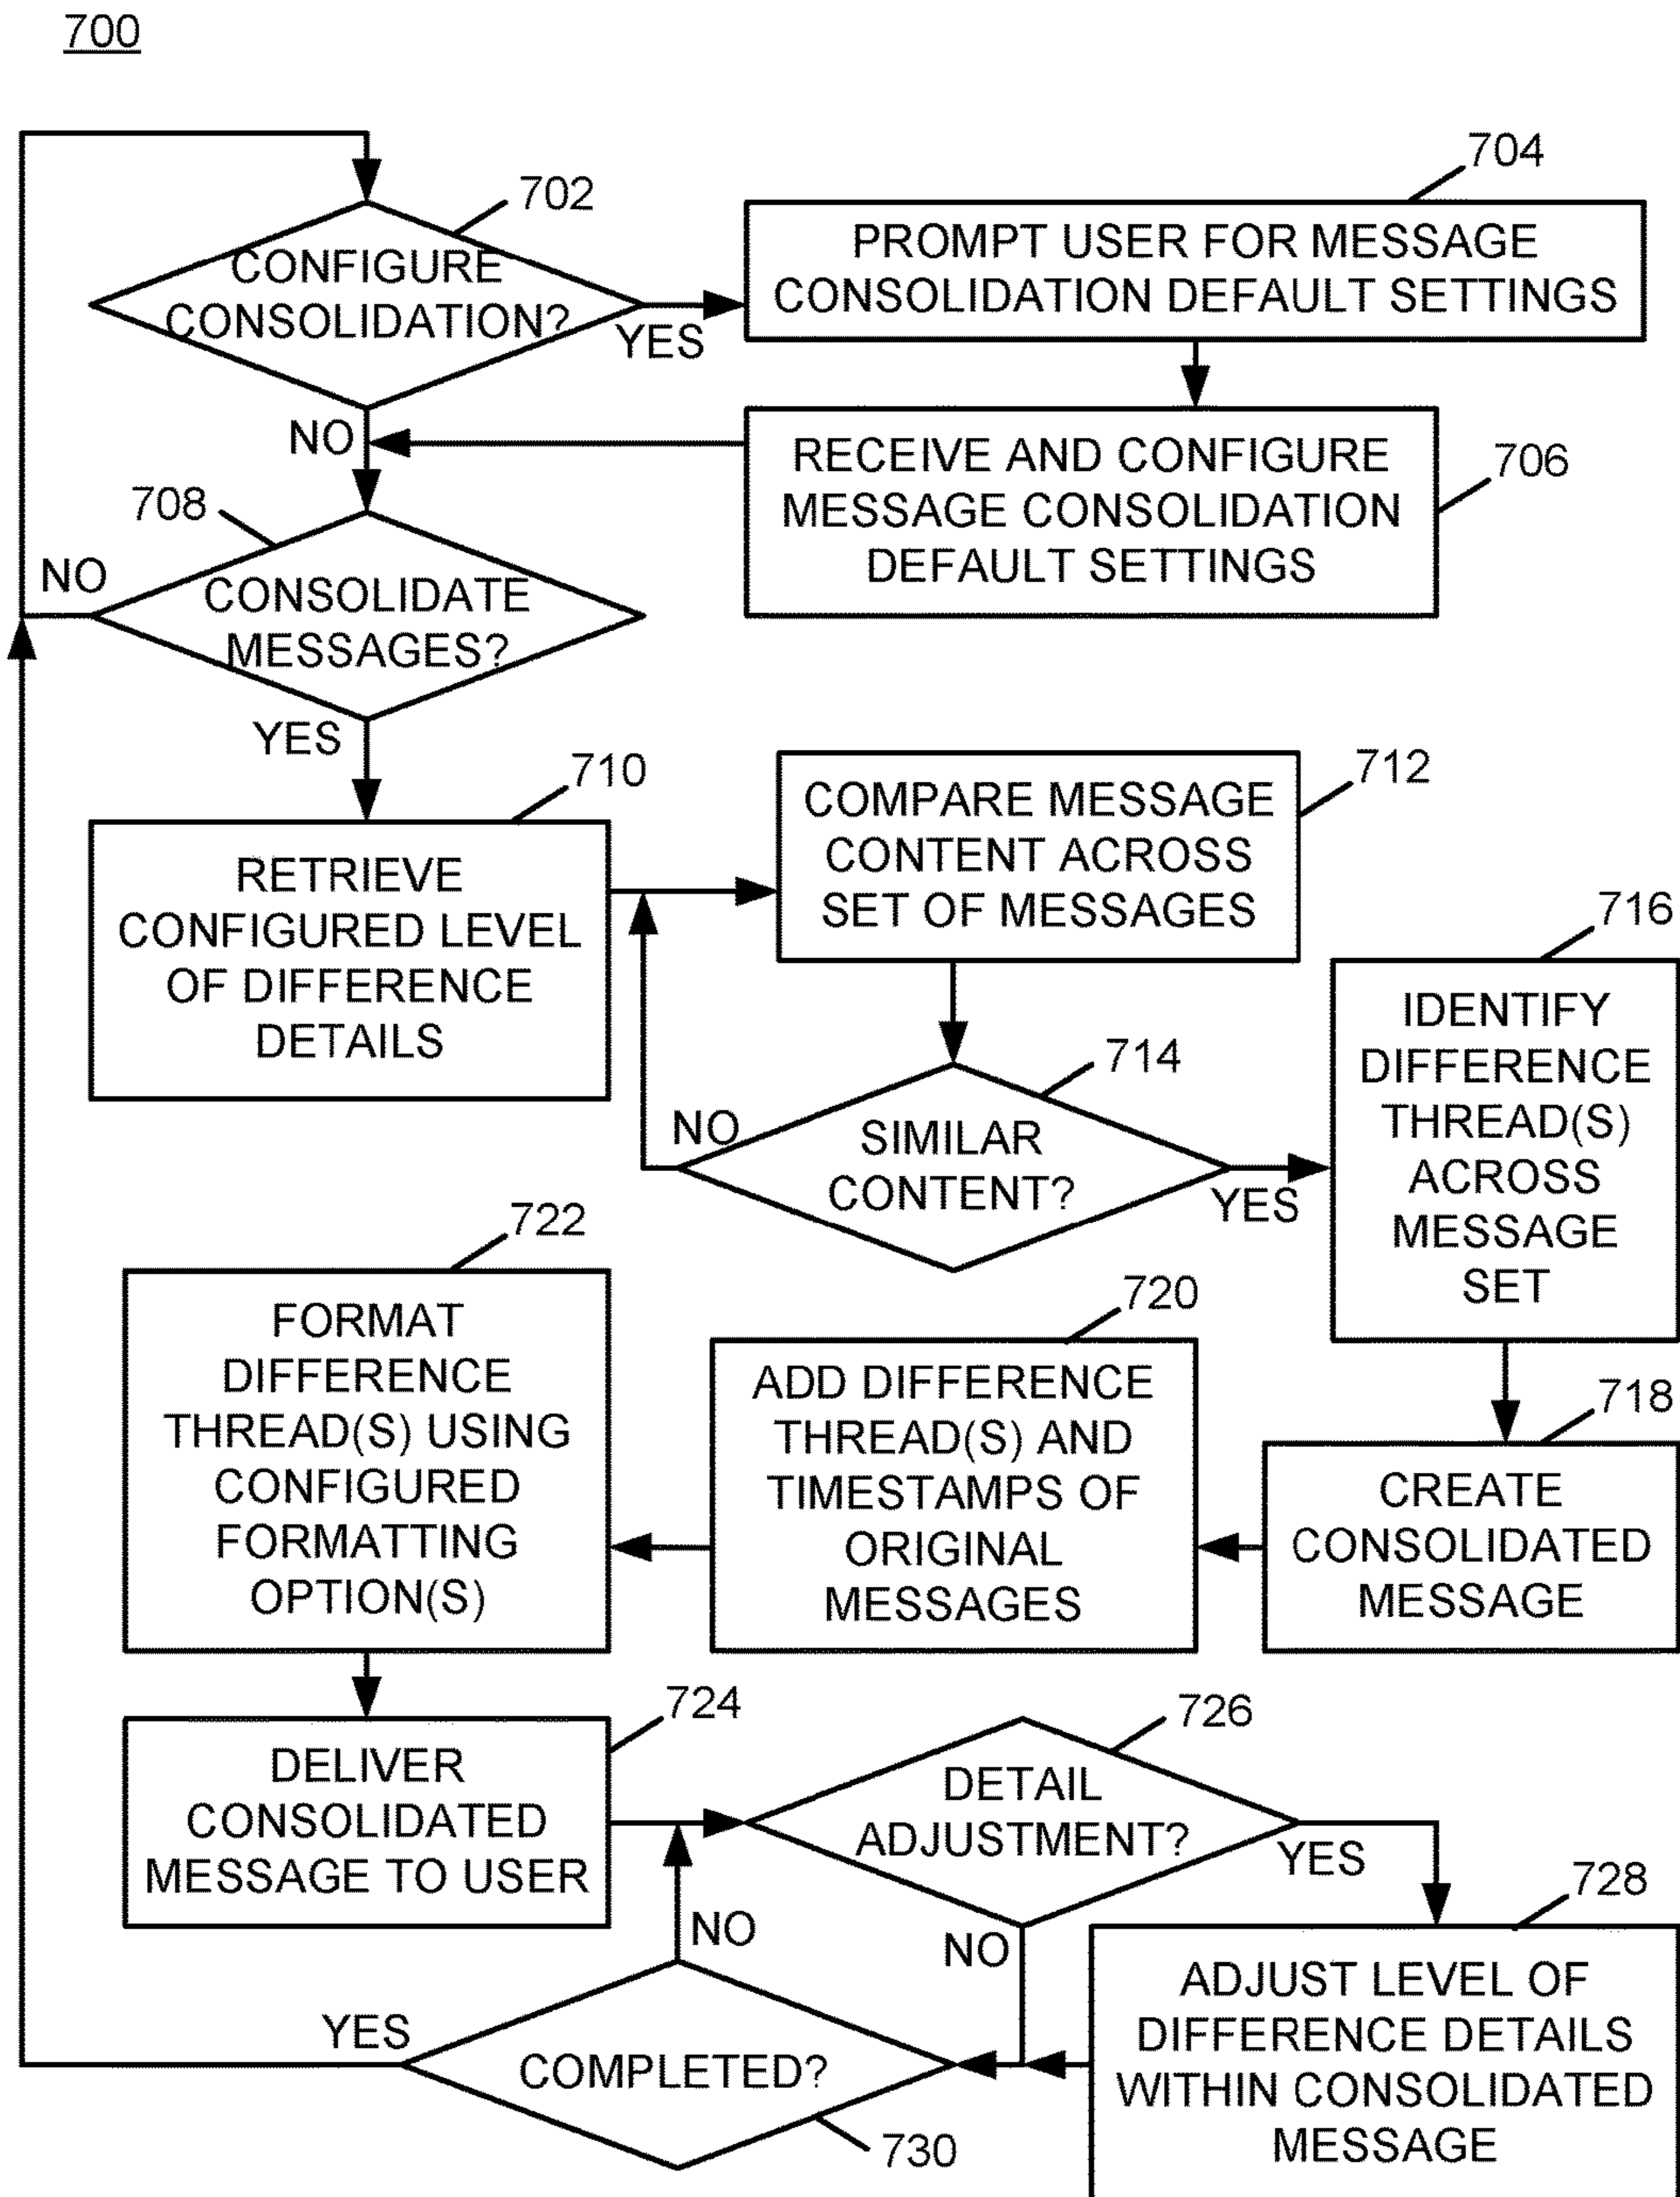 700
702
CONFIGURE
CONSOLIDATION?
YES
NO
704
PROMPT USER FOR MESSAGE
CONSOLIDATION DEFAULT SETTINGS
RECEIVE AND CONFIGURE
MESSAGE CONSOLIDATION
DEFAULT SETTINGS
706
708
NO
CONSOLIDATE
MESSAGES?
YES
710
RETRIEVE
CONFIGURED LEVEL
OF DIFFERENCE
DETAILS
712
COMPARE MESSAGE
CONTENT ACROSS
SET OF MESSAGES
714
NO
SIMILAR
CONTENT?
YES
716
IDENTIFY
DIFFERENCE
THREAD(S)
ACROSS
MESSAGE
SET
718
CREATE
CONSOLIDATED
MESSAGE
720
ADD DIFFERENCE
THREAD(S) AND
TIMESTAMPS OF
ORIGINAL
MESSAGES
722
FORMAT
DIFFERENCE
THREAD(S) USING
CONFIGURED
FORMATTING
OPTION(S)
724
DELIVER
CONSOLIDATED
MESSAGE TO USER
726
DETAIL
ADJUSTMENT?
YES
NO
728
ADJUST LEVEL OF
DIFFERENCE DETAILS
WITHIN CONSOLIDATED
MESSAGE
NO
YES
COMPLETED?
730